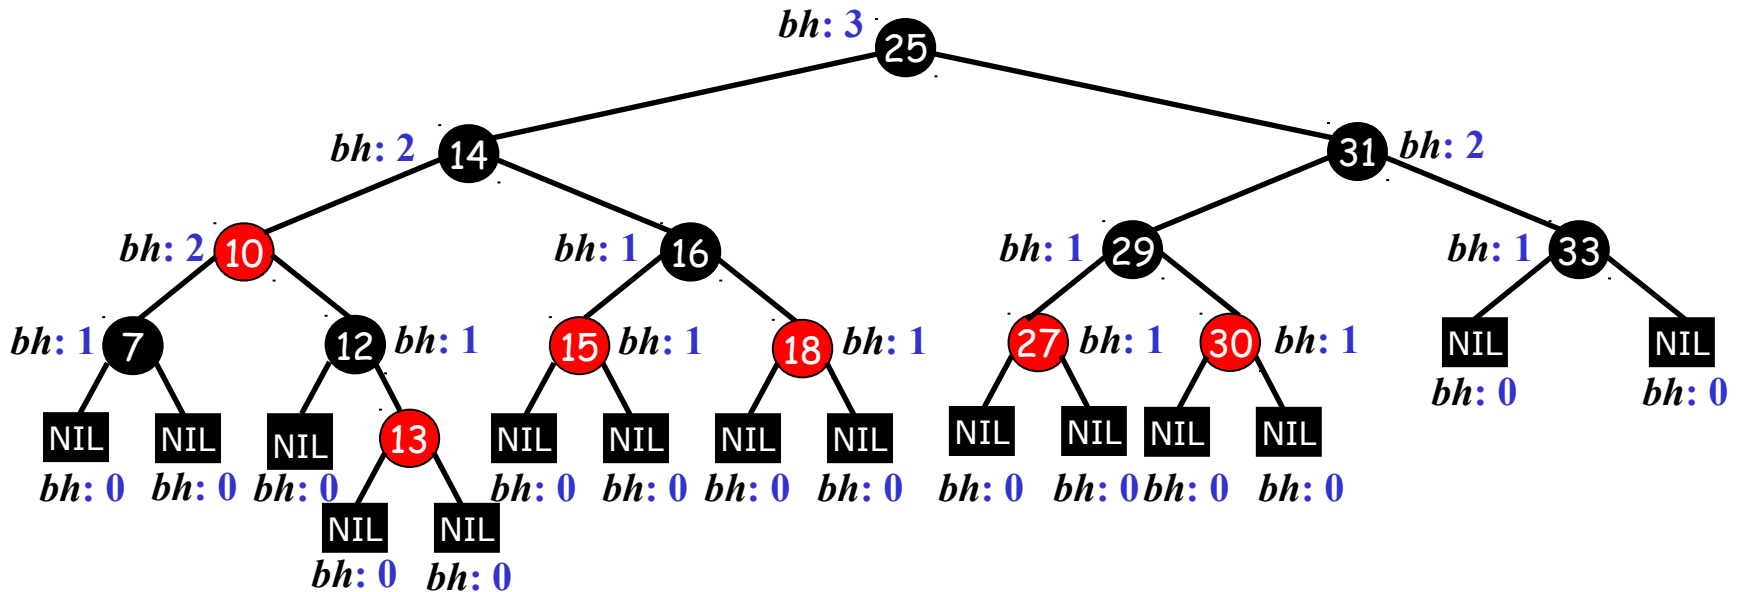 bh: 3 25
bh: 2 14 31 bh: 2
bh: 2 10 bh: 1 16 bh: 1 29 bh: 1 33
bh: 1 7 12 bh: 1 15 bh: 1 18 bh: 1 27 bh: 1 30 bh: 1 NIL NIL
bh: 0 bh: 0
NIL NIL NIL 13 NIL NIL NIL NIL NIL NIL NIL NIL
bh: 0 bh: 0 bh: 0 bh: 0 bh: 0 bh: 0 bh: 0 bh: 0 bh: 0 bh: 0 bh: 0
NIL NIL
bh: 0 bh: 0